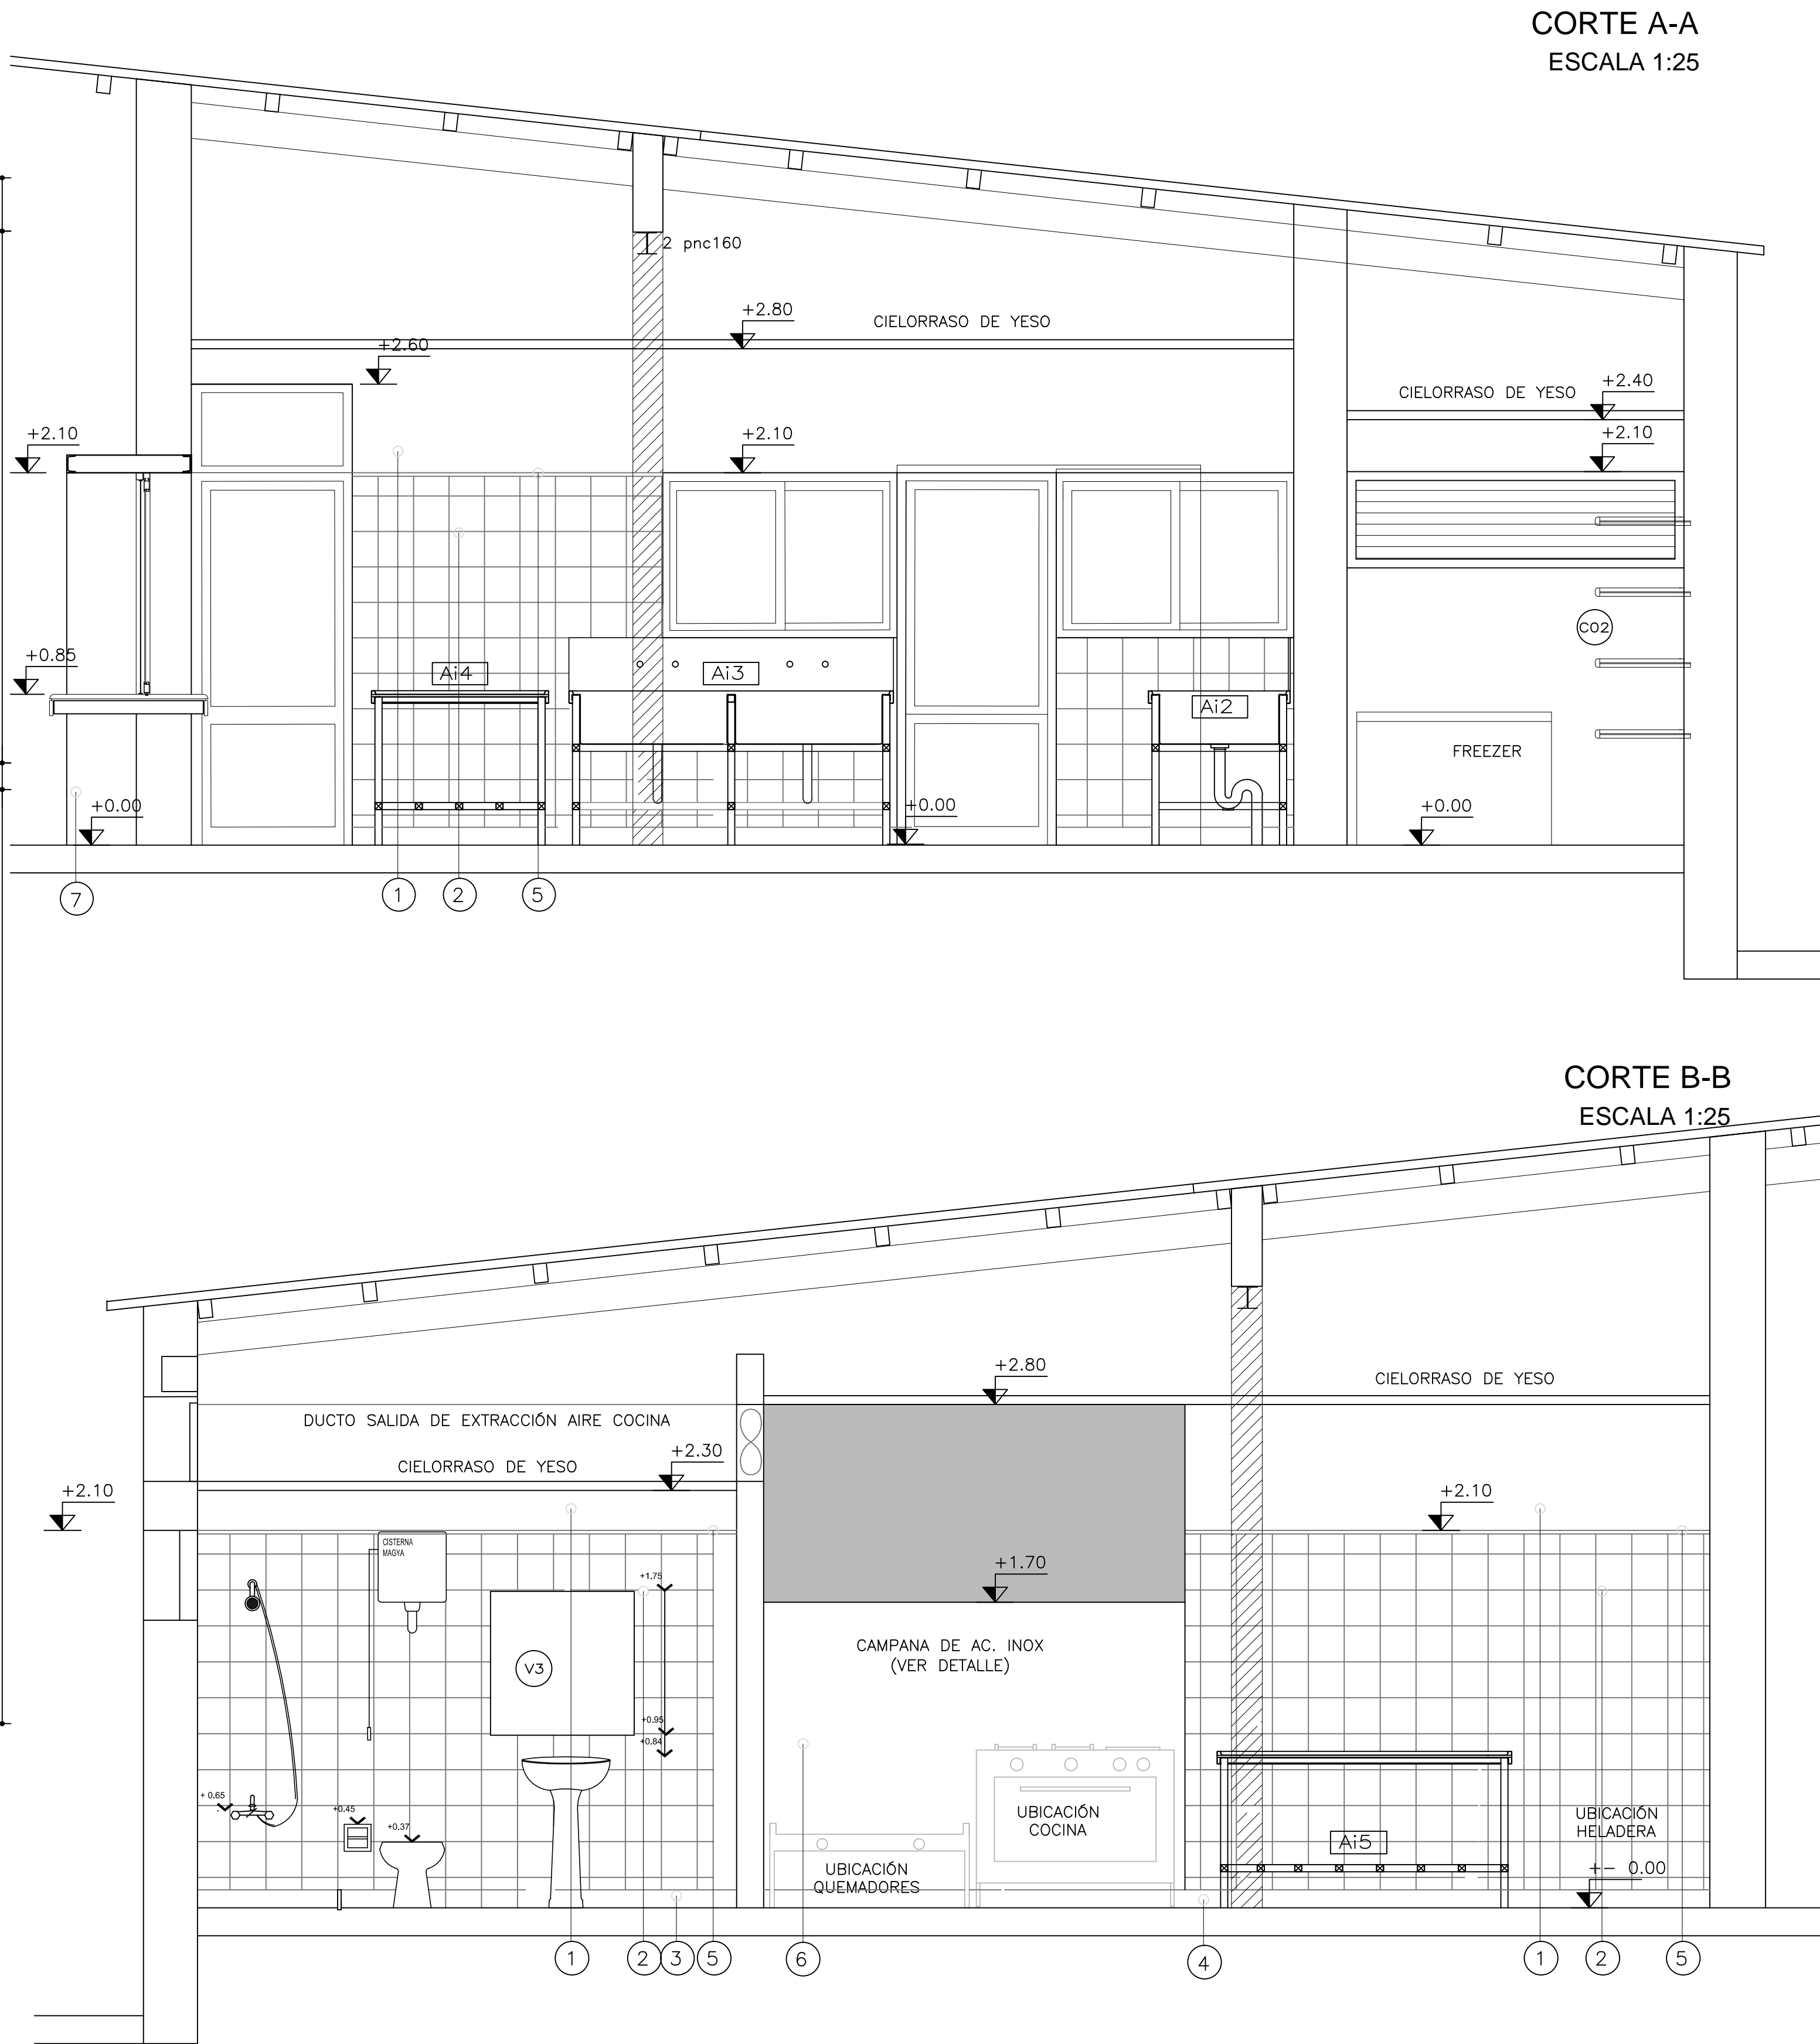 CORTE A-A
ESCALA 1:25
2 pnc160
+2.80
CIELORRASO DE YESO
+2.60
CIELORRASO DE YESO
+2.40
+2.10
+2.10
+2.10
CO2
+0.85
Ai4
Ai3
Ai2
FREEZER
+0.00
+0.00
+0.00
7
1
2
5
CORTE B-B
ESCALA 1:25
+2.80
CIELORRASO DE YESO
DUCTO SALIDA DE EXTRACCIÓN AIRE COCINA
+2.30
CIELORRASO DE YESO
+2.10
+2.10
CISTERNA
MAGYA
+1.70
+1.75
CAMPANA DE AC. INOX
(VER DETALLE)
V3
+0.95
+0.84
+ 0.65
+0.45
+0.37
UBICACIÓN
COCINA
UBICACIÓN
HELADERA
Ai5
UBICACIÓN
QUEMADORES
+- 0.00
1
2
3
5
6
4
1
2
5